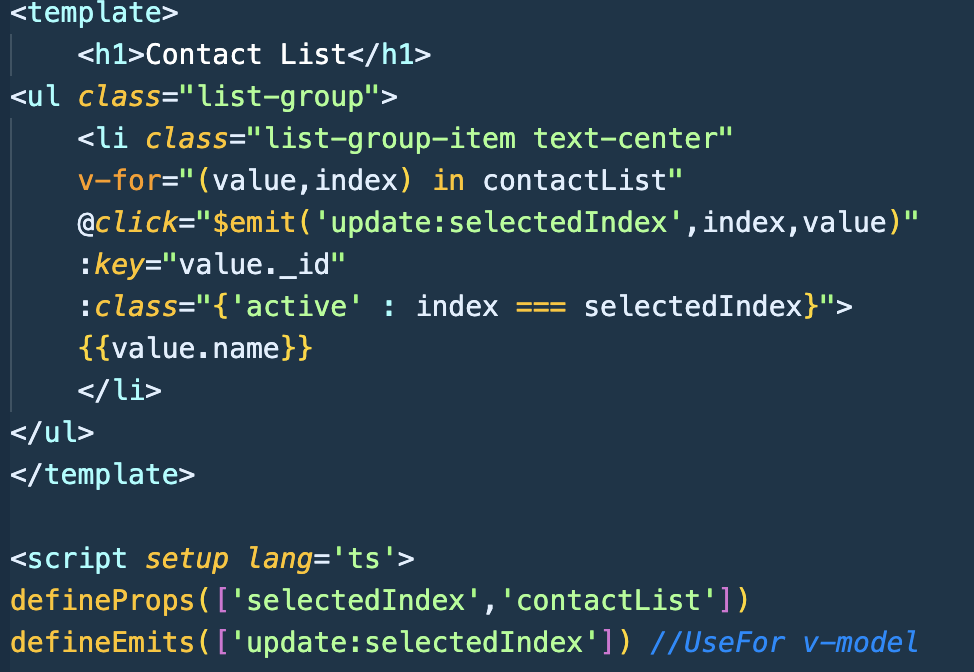 <template>
<h1>Contact List</h1>
<ul class="list-group">
<li class="list-group-item text-center"
v-for="(value,index) in contactList"
@click="$emit('update:selectedIndex',index,value)"
:key="value._id"
:class="{'active' : index === selectedIndex}">
{{value.name}}
</li>
</ul>
</template>
<script setup lang='ts'>
defineProps(['selectedIndex','contactList'])
defineEmits(['update:selectedIndex']) //UseFor v-model